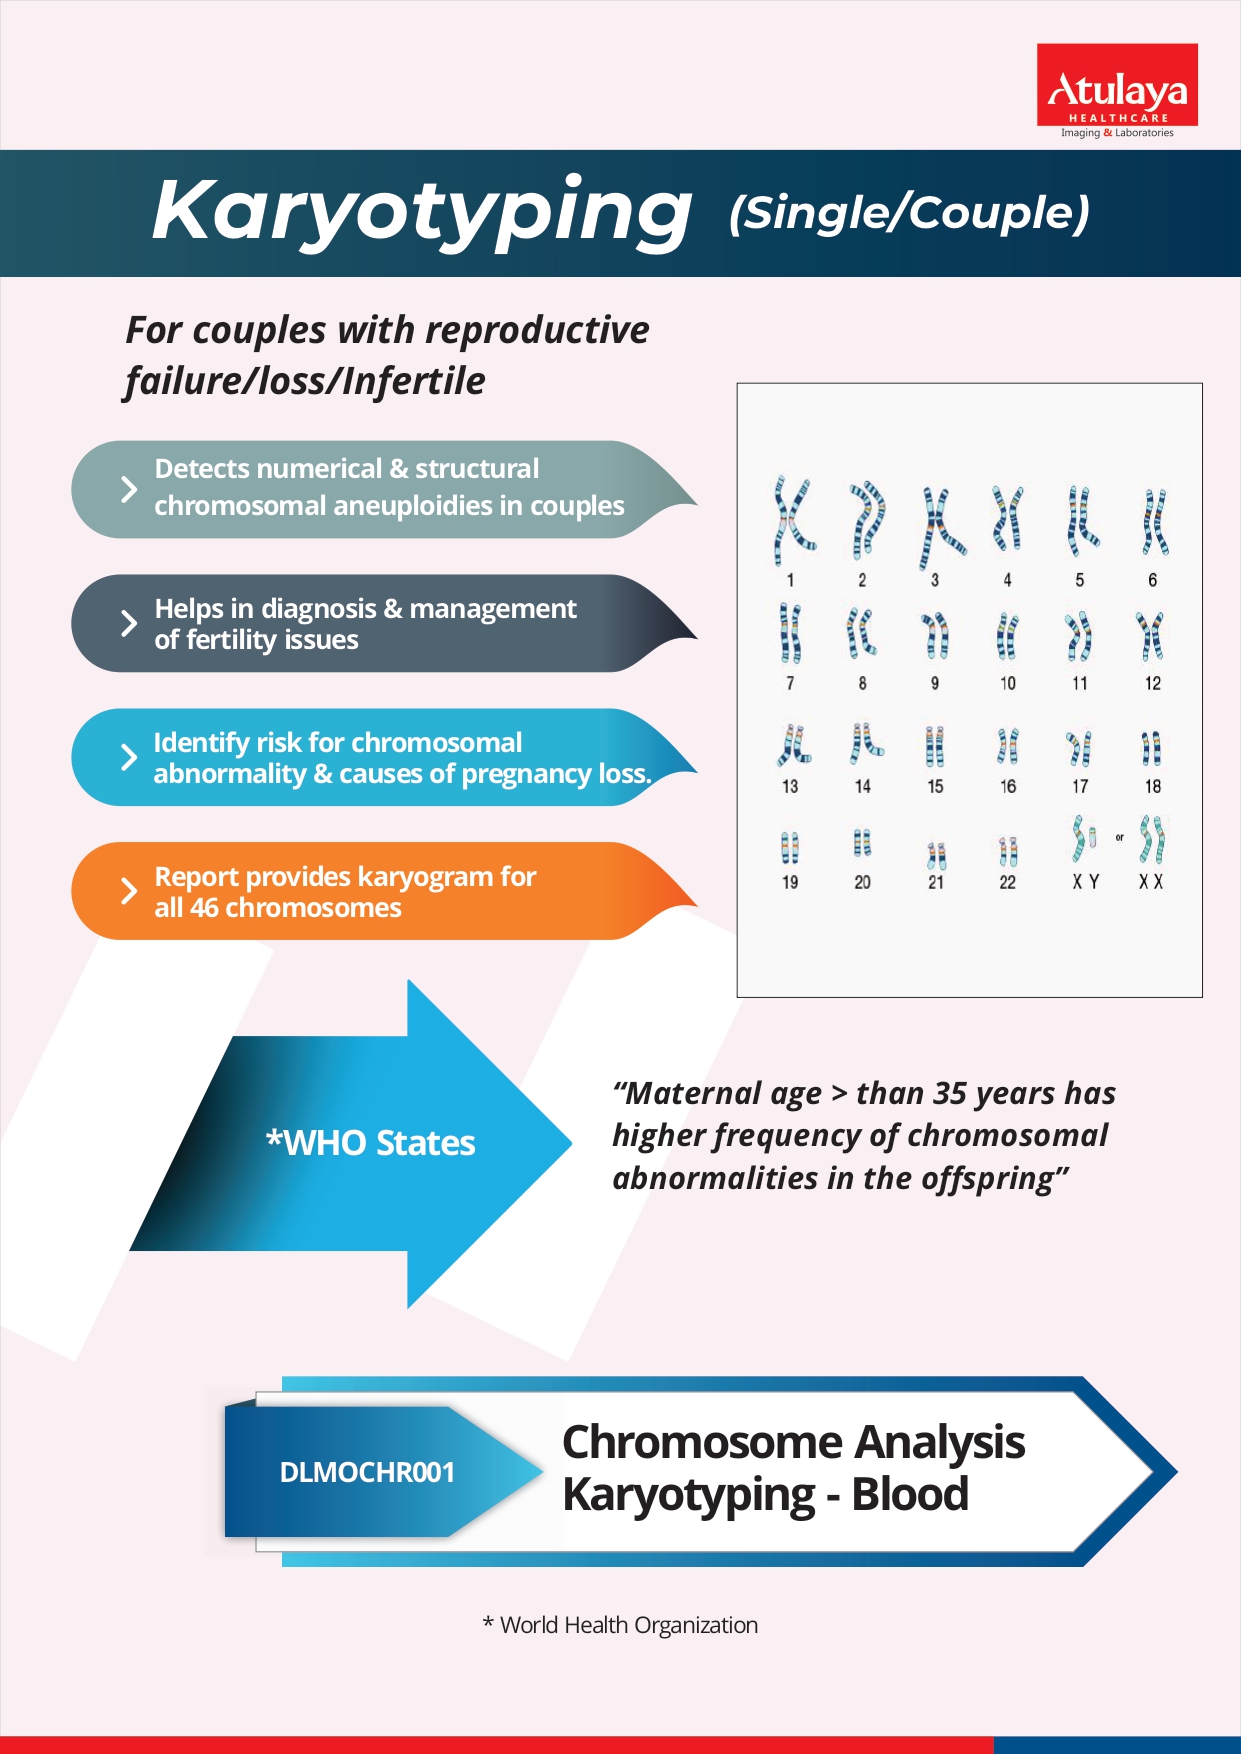 Atulaya
HEALTHCARE
Imaging & Laboratories
Karyotyping (Single/Couple)
For couples with reproductive
failure/loss/Infertile
Detects numerical & structural
chromosomal aneuploidies in couples
Helps in diagnosis & management
of fertility issues
Identify risk for chromosomal
abnormality & causes of pregnancy loss.
Report provides karyogram for
all 46 chromosomes
1 2 3 4 5 6
7 8 9 10 11 12
13 14 15 16 17 18
or
19 20 21 22 X Y X X
*WHO States
“Maternal age > than 35 years has
higher frequency of chromosomal
abnormalities in the offspring”
DLMOCHR001
Chromosome Analysis
Karyotyping - Blood
* World Health Organization